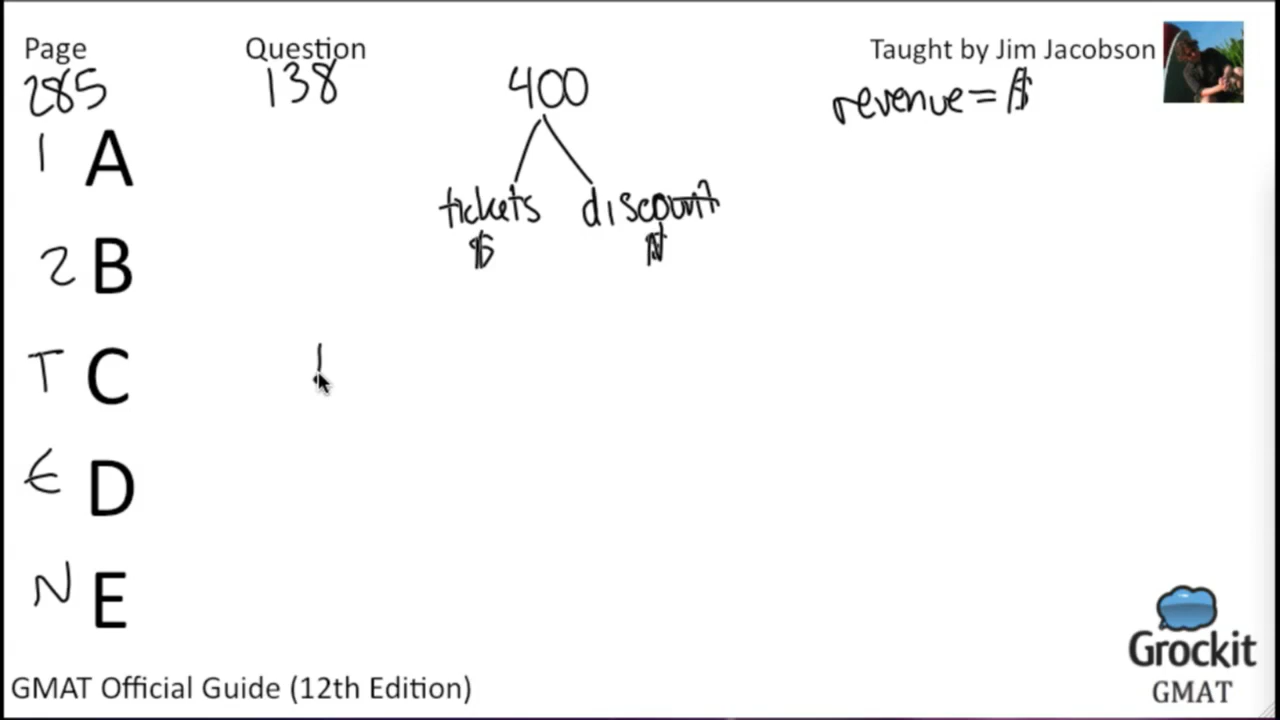 Page Question Taught by Jim Jacobson
285 138 400 revenue = $
1 A
tickets discount
$ $
2 B
T C
1
E D
N E
Grockit
GMAT
GMAT Official Guide (12th Edition)